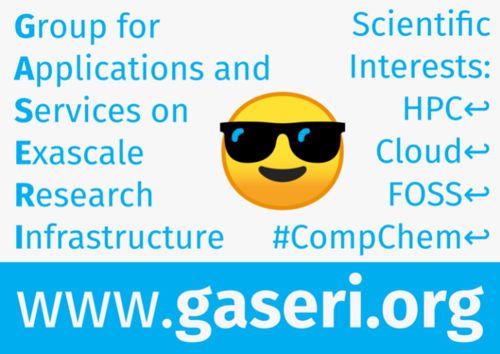 Group for
Applications and
Services on
Exascale
Research
Infrastructure
Scientific
Interests:
HPC↩
Cloud↩
FOSS↩
#CompChem↩
www.gaseri.org